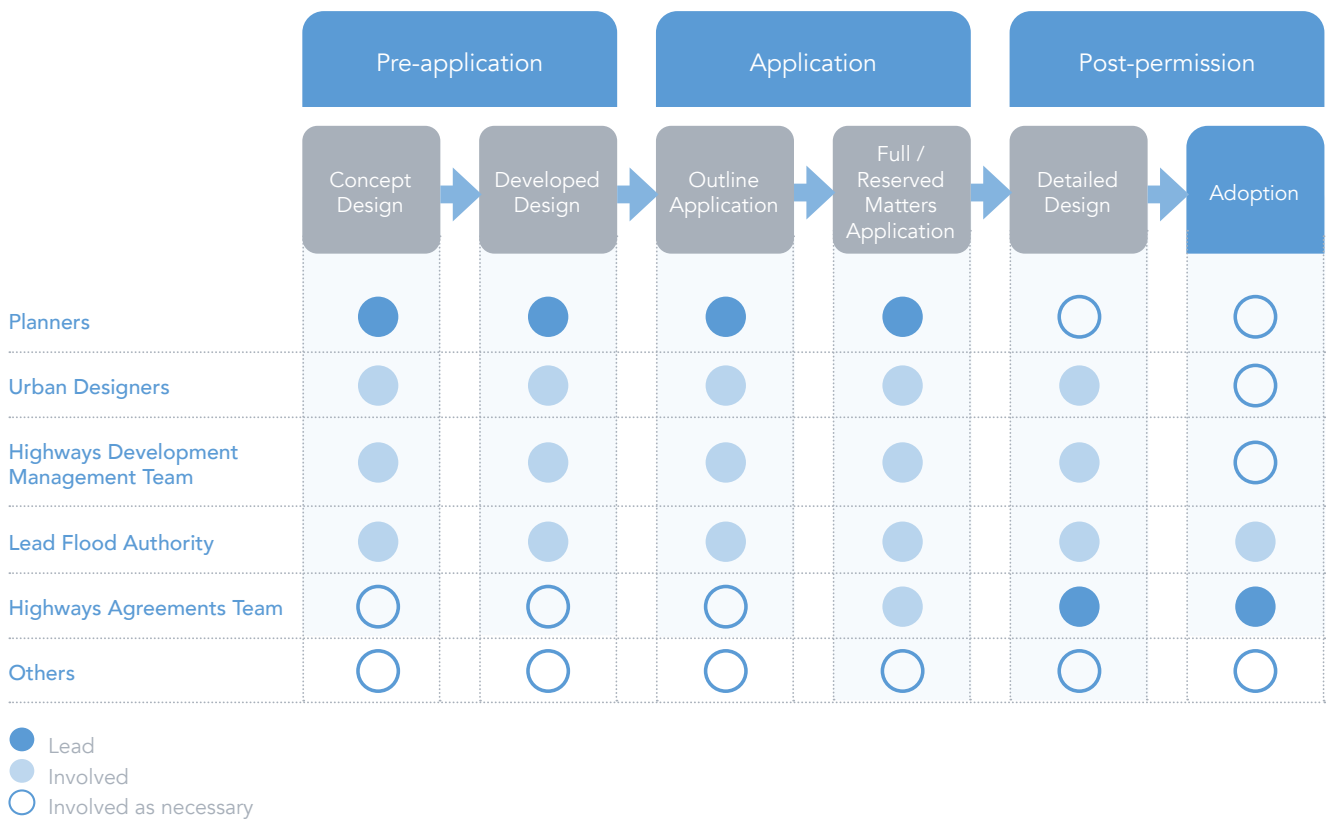 Pre-application
Application
Post-permission
Concept
Design
Developed
Design
Outline
Application
Full /
Reserved
Matters
Application
Detailed
Design
Adoption
Planners
Urban Designers
Highways Development
Management Team
Lead Flood Authority
Highways Agreements Team
Others
Lead
Involved
Involved as necessary